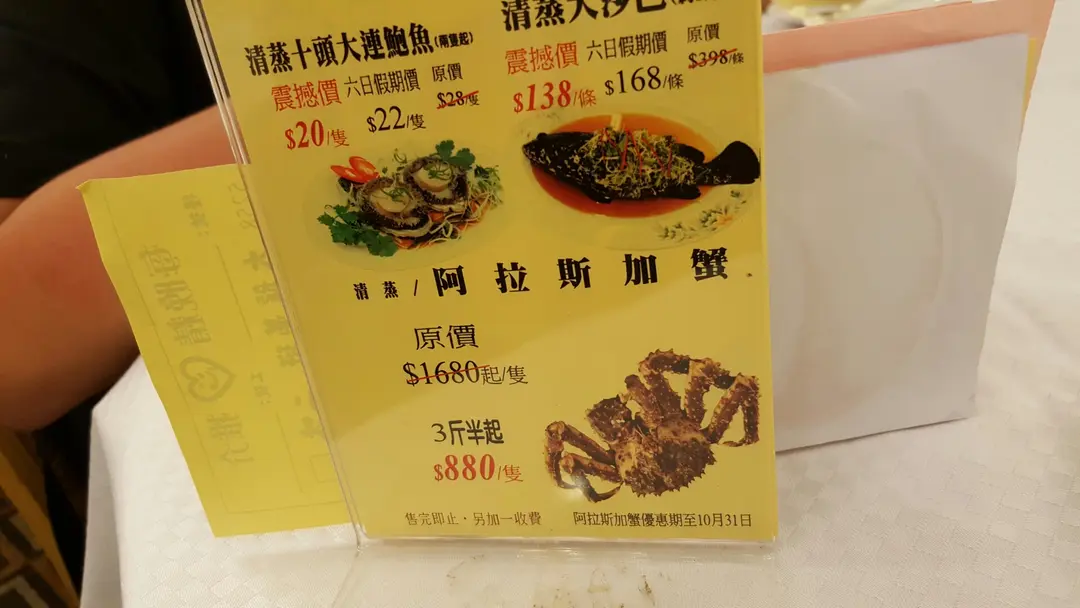 清蒸十頭大連鮑魚(兩隻起)
震撼價 六日假期價 原價
$20/隻 $22/隻 $28/隻
清蒸大沙巴
震撼價 六日假期價 原價
$138/條 $168/條 $398/條
清蒸/阿拉斯加蟹
原價
$1680起/隻
3斤半起
$880/隻
售完即止·另加一收費 阿拉斯加蟹優惠期至10月31日